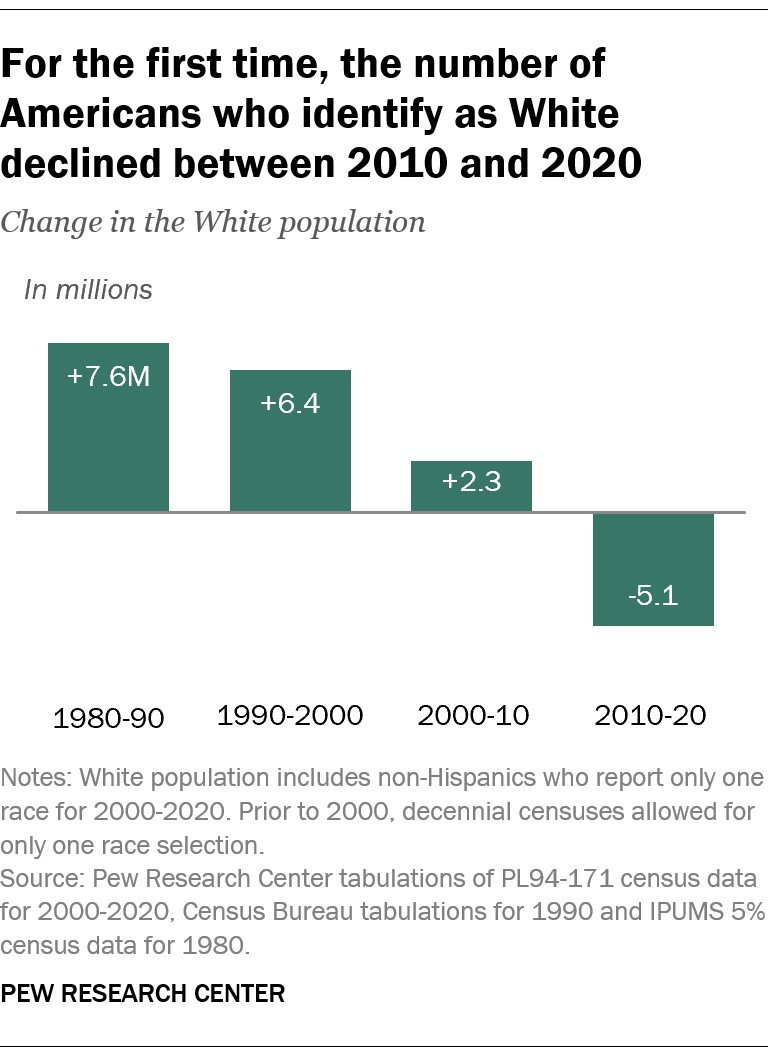 For the first time, the number of
Americans who identify as White
declined between 2010 and 2020
Change in the White population
In millions
+7.6M
+6.4
+2.3
-5.1
1980-90
1990-2000
2000-10
2010-20
Notes: White population includes non-Hispanics who report only one
race for 2000-2020. Prior to 2000, decennial censuses allowed for
only one race selection.
Source: Pew Research Center tabulations of PL94-171 census data
for 2000-2020, Census Bureau tabulations for 1990 and IPUMS 5%
census data for 1980.
PEW RESEARCH CENTER